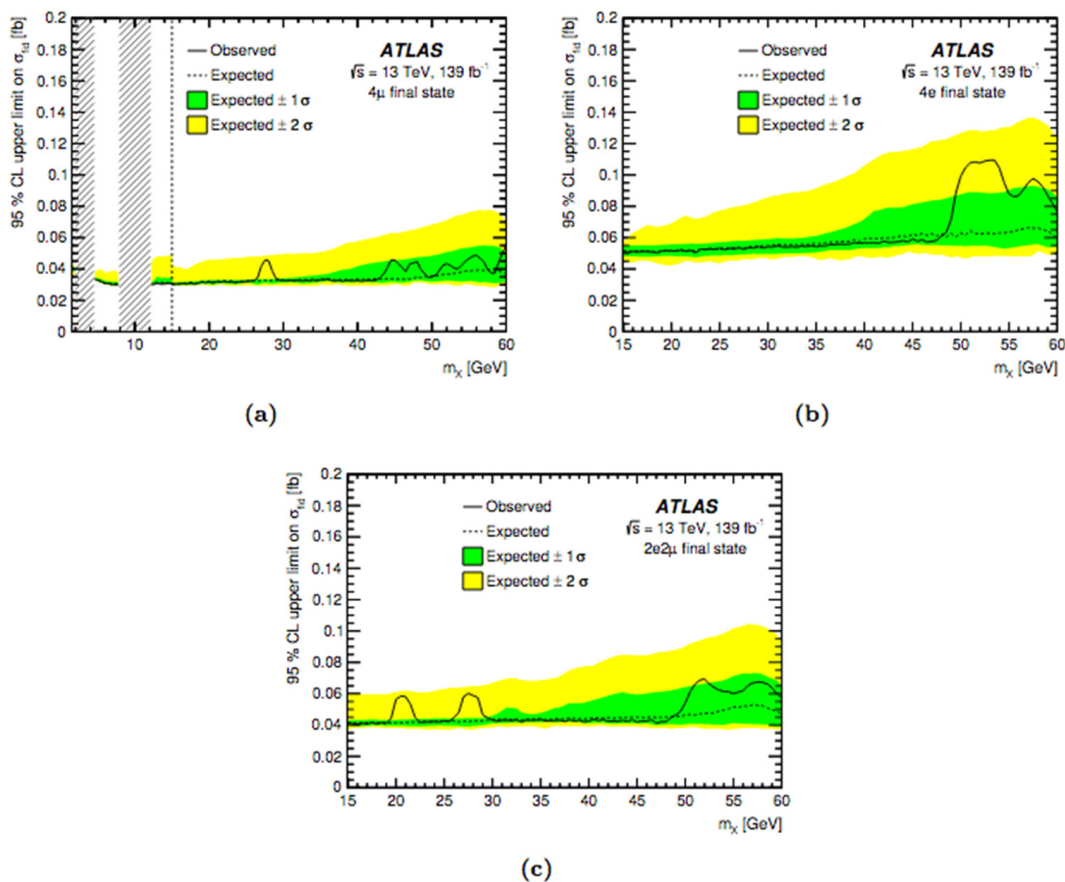 95 % CL upper limit on σfid [fb]
0.2
0.18
0.16
0.14
0.12
0.1
0.08
0.06
0.04
0.02
0
Observed
Expected
Expected ± 1 σ
Expected ± 2 σ
ATLAS
√s = 13 TeV, 139 fb⁻¹
4μ final state
10 20 30 40 50 60
mX [GeV]
(a)
95 % CL upper limit on σfid [fb]
0.2
0.18
0.16
0.14
0.12
0.1
0.08
0.06
0.04
0.02
0
Observed
Expected
Expected ± 1σ
Expected ± 2 σ
ATLAS
√s = 13 TeV, 139 fb⁻¹
4e final state
15 20 25 30 35 40 45 50 55 60
mX [GeV]
(b)
95 % CL upper limit on σfid [fb]
0.2
0.18
0.16
0.14
0.12
0.1
0.08
0.06
0.04
0.02
0
Observed
Expected
Expected ± 1σ
Expected ± 2 σ
ATLAS
√s = 13 TeV, 139 fb⁻¹
2e2μ final state
15 20 25 30 35 40 45 50 55 60
mX [GeV]
(c)